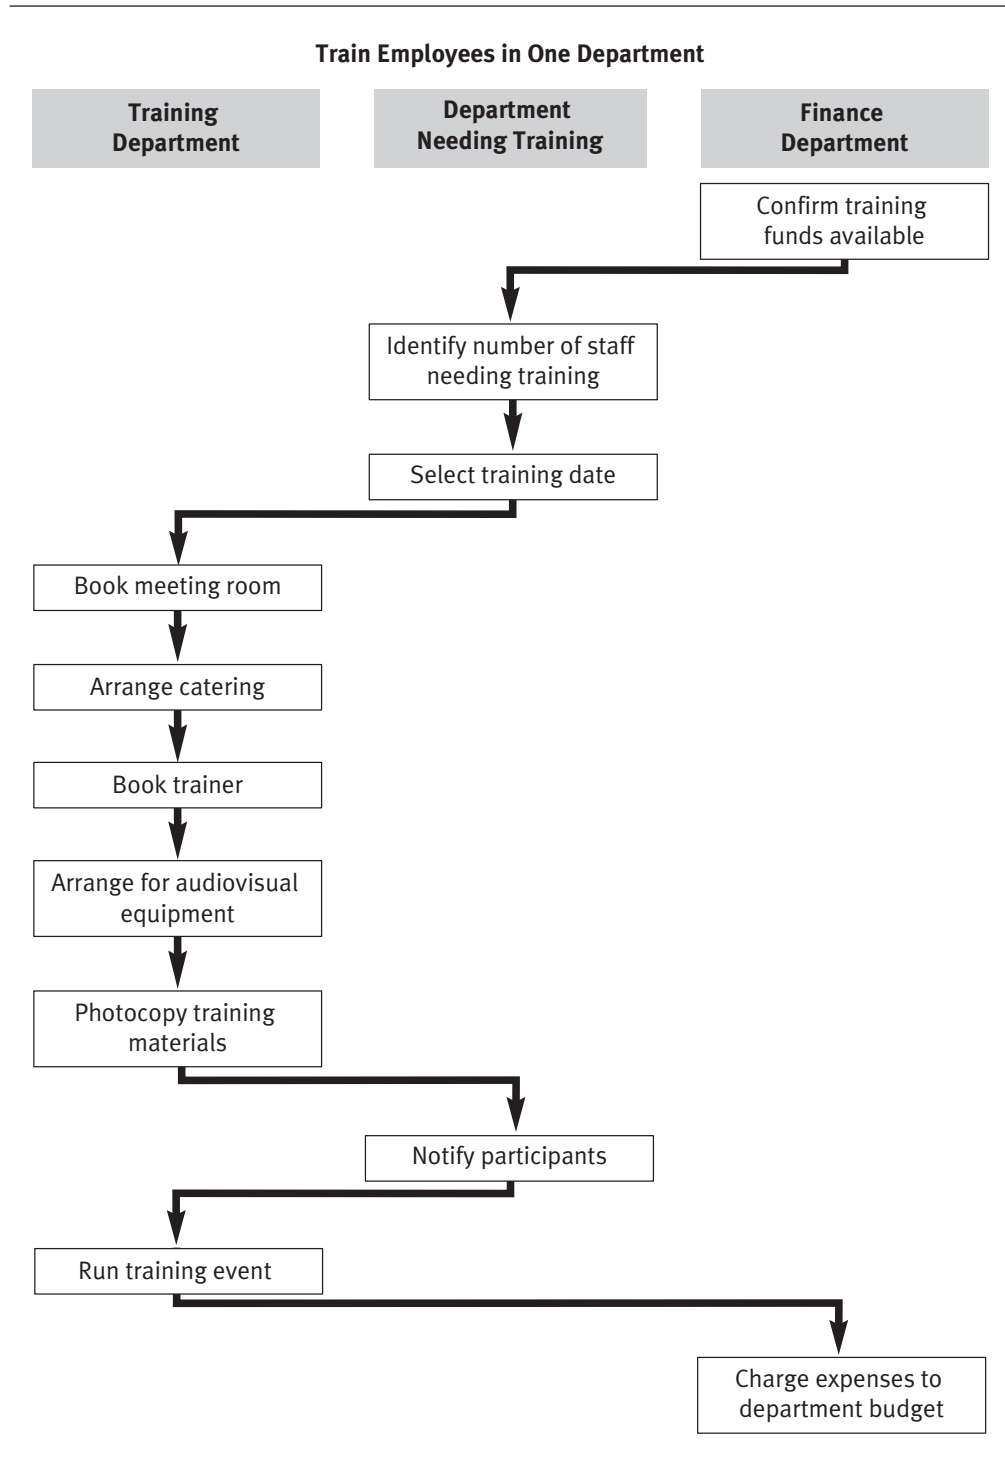 Train Employees in One Department
Training
Department
Department
Needing Training
Finance
Department
Confirm training
funds available
Identify number of staff
needing training
Select training date
Book meeting room
Arrange catering
Book trainer
Arrange for audiovisual
equipment
Photocopy training
materials
Notify participants
Run training event
Charge expenses to
department budget